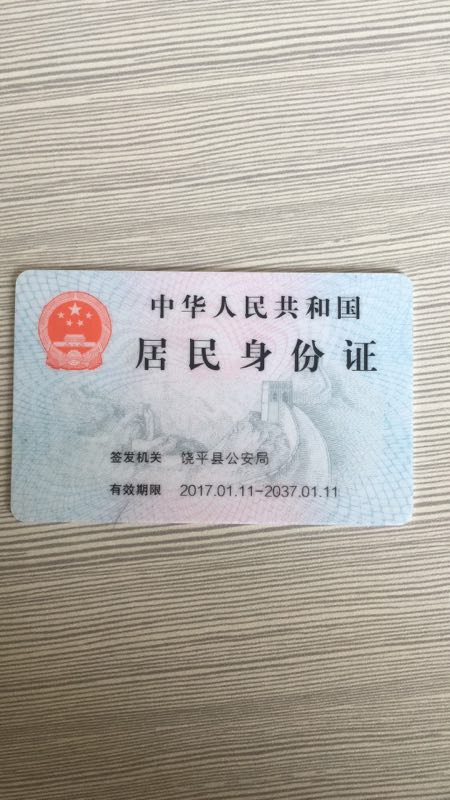 中华人民共和国
居民身份证
签发机关 饶平县公安局
有效期限 2017.01.11-2037.01.11